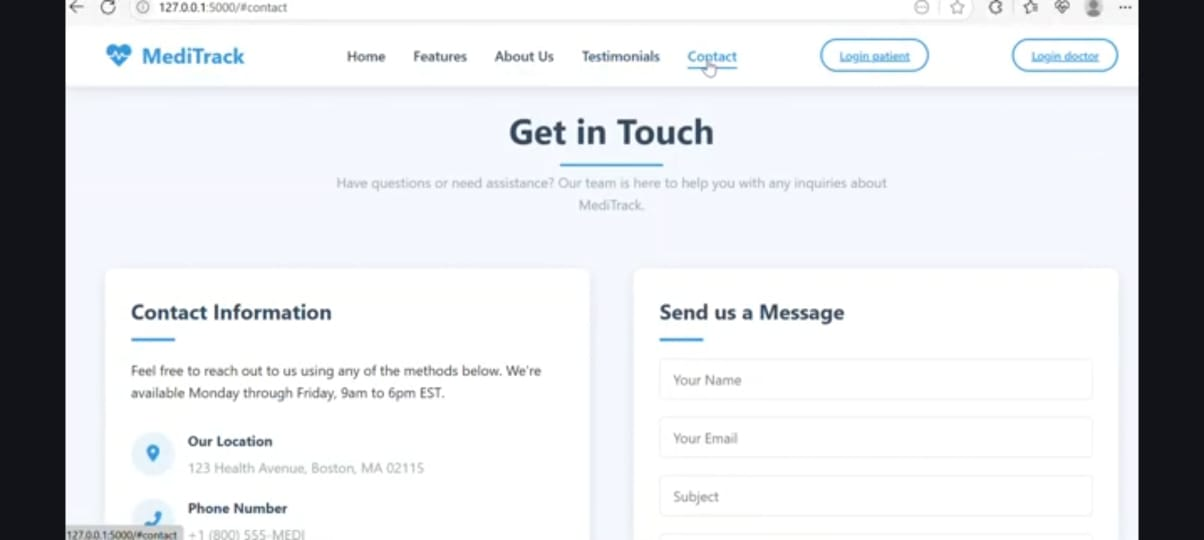 127.0.0.1:5000/#contact
MediTrack Home Features About Us Testimonials Contact Login patient Login doctor
Get in Touch
Have questions or need assistance? Our team is here to help you with any inquiries about
MediTrack.
Contact Information
Feel free to reach out to us using any of the methods below. We're
available Monday through Friday, 9am to 6pm EST.
Our Location
123 Health Avenue, Boston, MA 02115
Phone Number
+1 (800) 555-MEDI
Send us a Message
Your Name
Your Email
Subject
127.0.0.1:5000/#contact